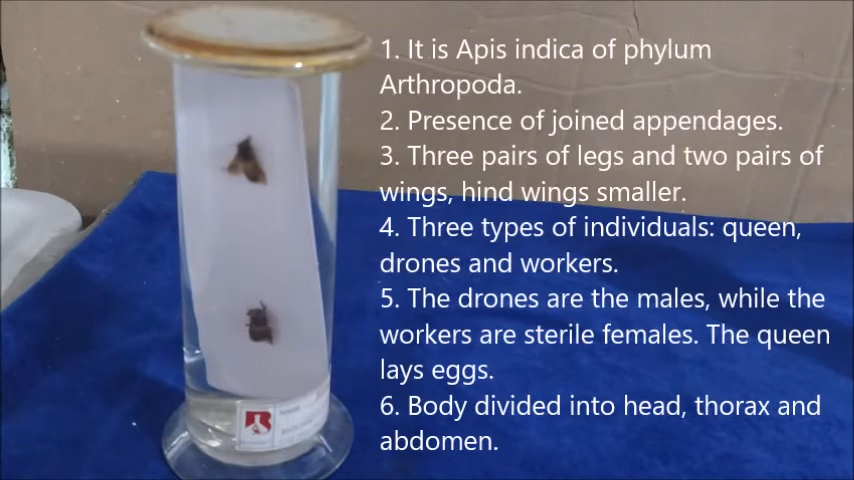 1. It is Apis indica of phylum
Arthropoda.
2. Presence of joined appendages.
3. Three pairs of legs and two pairs of
wings, hind wings smaller.
4. Three types of individuals: queen,
drones and workers.
5. The drones are the males, while the
workers are sterile females. The queen
lays eggs.
6. Body divided into head, thorax and
abdomen.